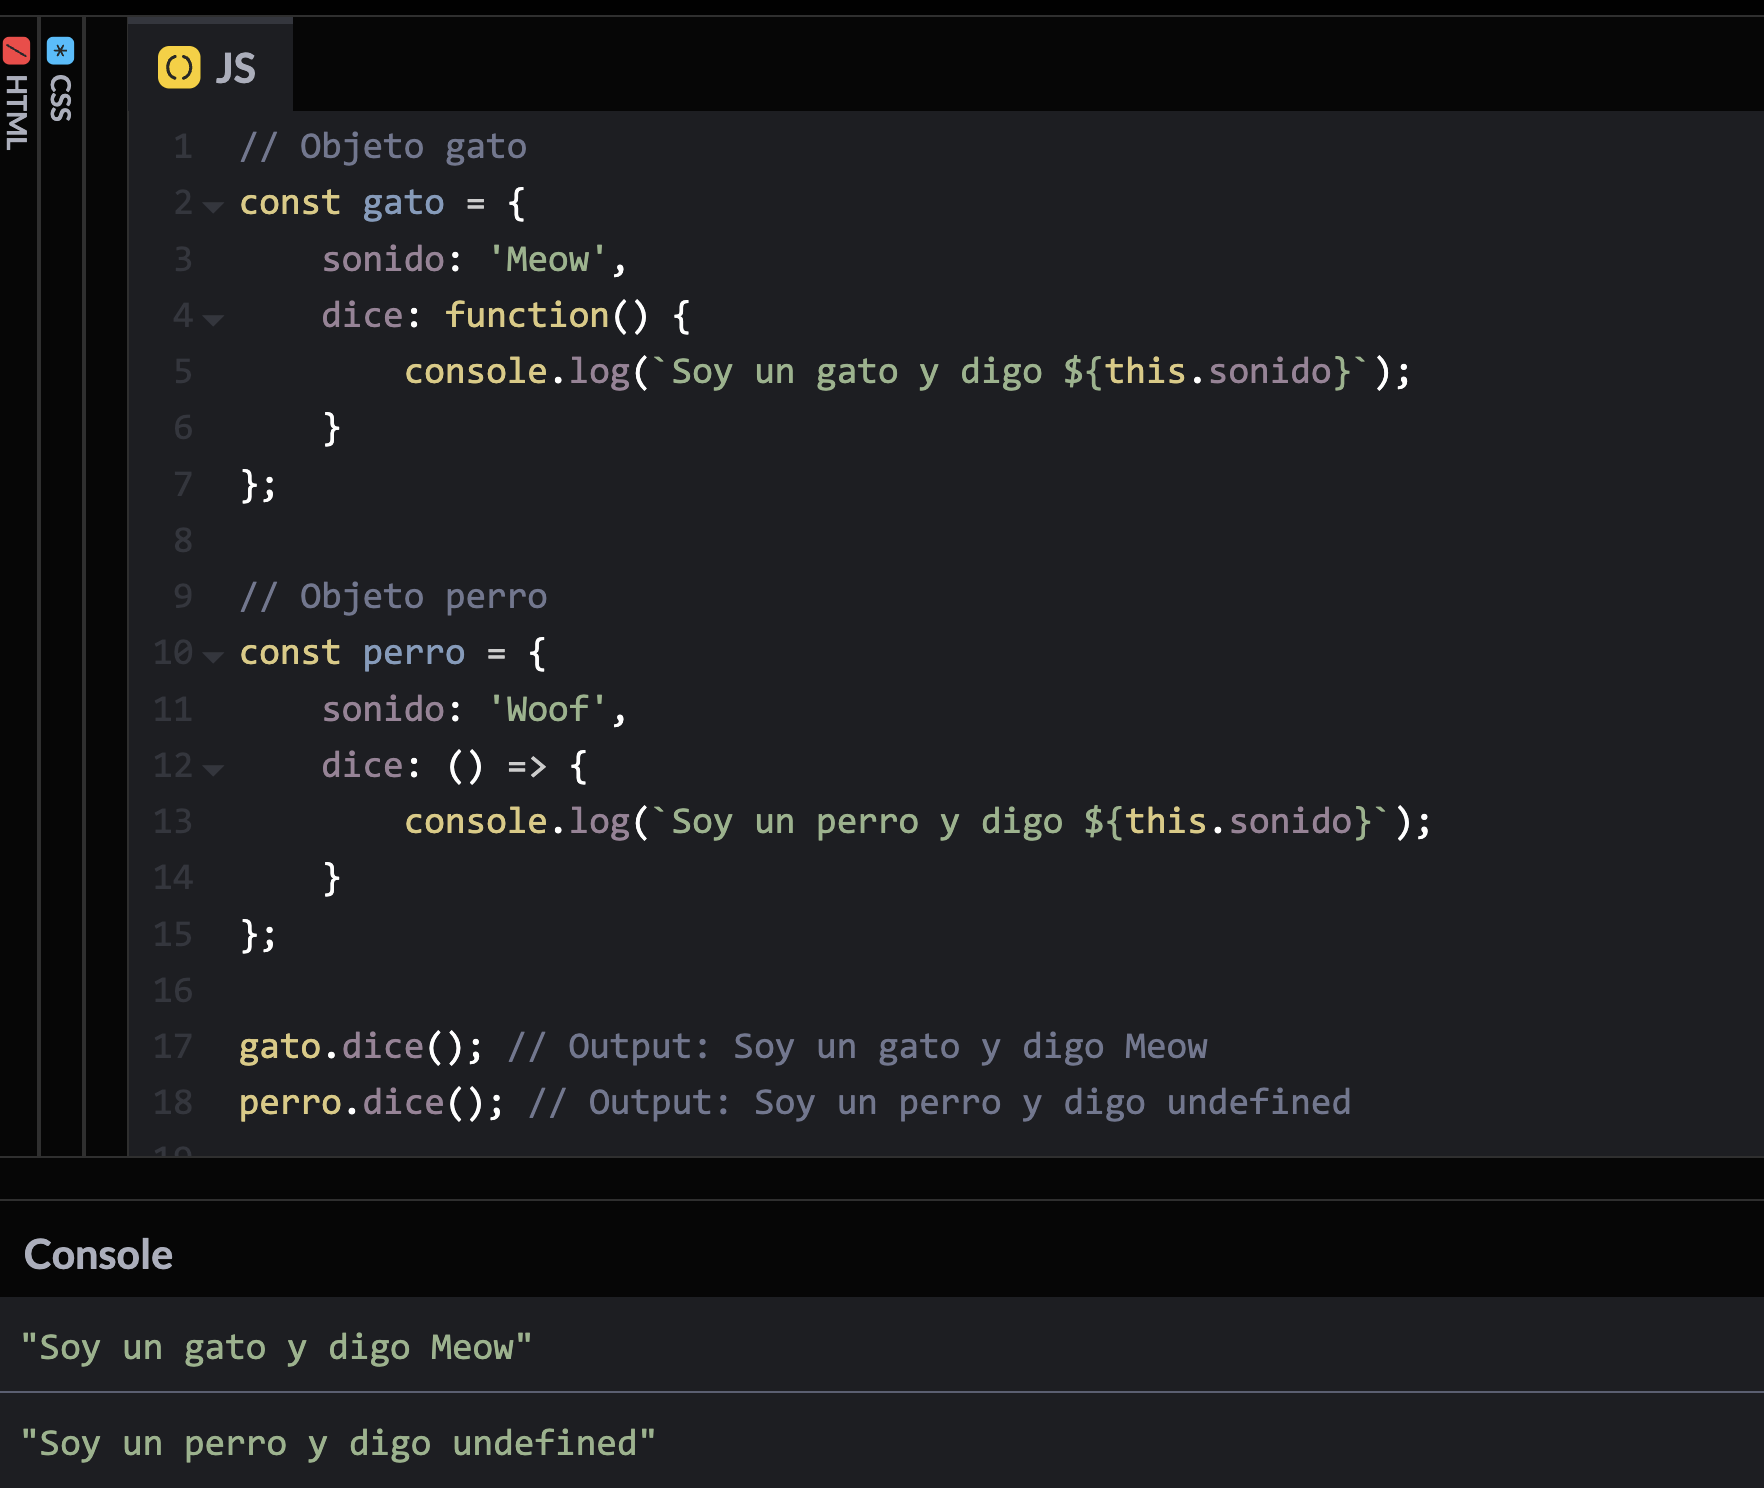 HTML
CSS
JS
1 // Objeto gato
2 const gato = {
3     sonido: 'Meow',
4     dice: function() {
5         console.log(`Soy un gato y digo ${this.sonido}`);
6     }
7 };
8
9 // Objeto perro
10 const perro = {
11     sonido: 'Woof',
12     dice: () => {
13         console.log(`Soy un perro y digo ${this.sonido}`);
14     }
15 };
16
17 gato.dice(); // Output: Soy un gato y digo Meow
18 perro.dice(); // Output: Soy un perro y digo undefined
19
Console
"Soy un gato y digo Meow"
"Soy un perro y digo undefined"